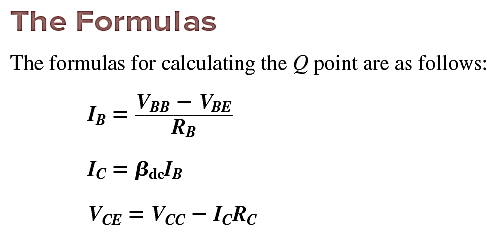 The Formulas
The formulas for calculating the Q point are as follows:
I_B = (V_BB − V_BE) / R_B
I_C = β_dc I_B
V_CE = V_CC − I_C R_C